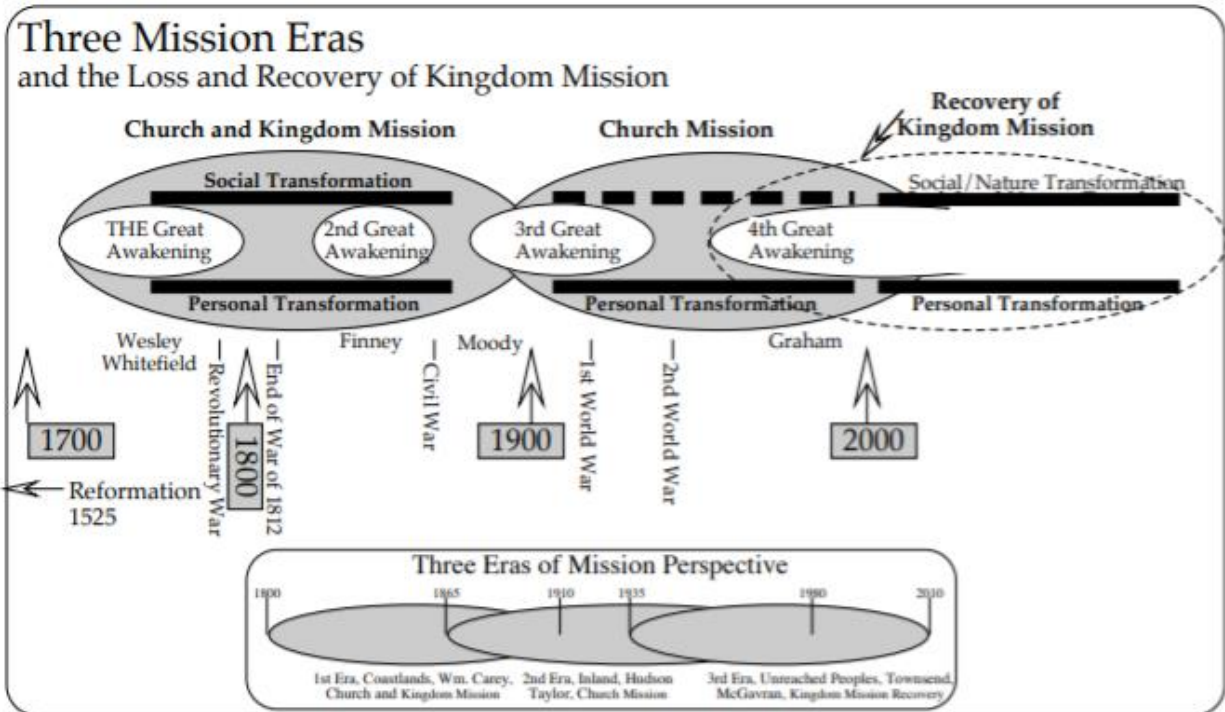 Three Mission Eras
and the Loss and Recovery of Kingdom Mission
Recovery of
Kingdom Mission
Church and Kingdom Mission
Church Mission
Social Transformation
Social/Nature Transformation
THE Great
Awakening
2nd Great
Awakening
3rd Great
Awakening
4th Great
Awakening
Personal Transformation
Personal Transformation
Personal Transformation
Wesley
Whitefield
Finney
Moody
Graham
Revolutionary War
End of War of 1812
Civil War
1st World War
2nd World War
1700
1800
1900
2000
Reformation
1525
Three Eras of Mission Perspective
1800
1865
1910
1935
1980
2010
1st Era, Coastlands, Wm. Carey,
Church and Kingdom Mission
2nd Era, Inland, Hudson
Taylor, Church Mission
3rd Era, Unreached Peoples, Townsend,
McGavran, Kingdom Mission Recovery